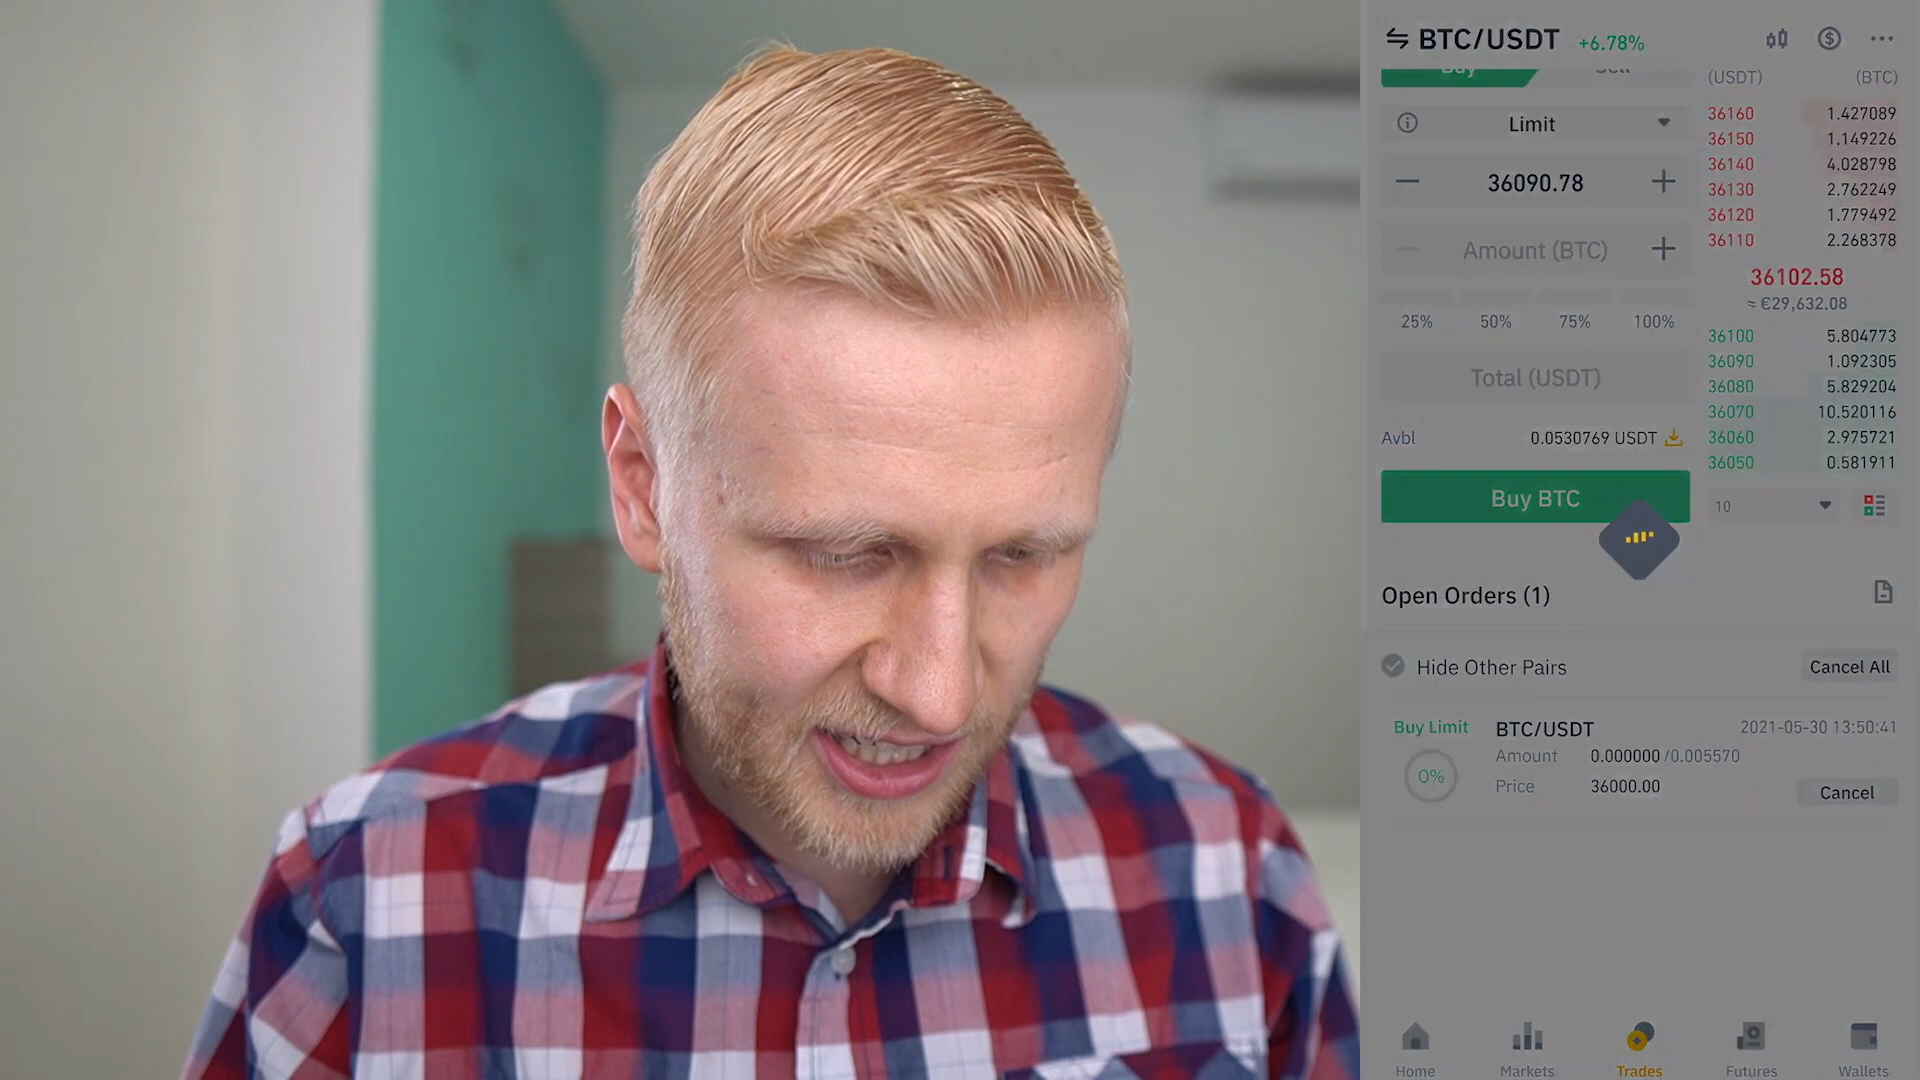 BTC/USDT +6.78%
Buy Sell
(USDT) (BTC)
Limit
36090.78
Amount (BTC)
25% 50% 75% 100%
Total (USDT)
Avbl 0.0530769 USDT
Buy BTC
36160 1.427089
36150 1.149226
36140 4.028798
36130 2.762249
36120 1.779492
36110 2.268378
36102.58
≈ €29,632.08
36100 5.804773
36090 1.092305
36080 5.829204
36070 10.520116
36060 2.975721
36050 0.581911
10
Open Orders (1)
Hide Other Pairs Cancel All
Buy Limit BTC/USDT 2021-05-30 13:50:41
Amount 0.000000 /0.005570
0%
Price 36000.00 Cancel
Home Markets Trades Futures Wallets